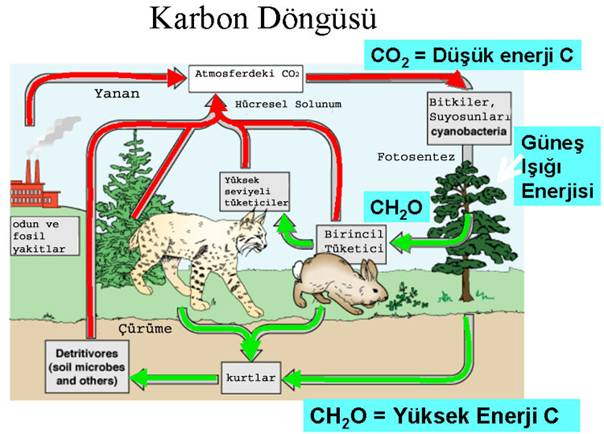 Karbon Döngüsü
CO2 = Düşük enerji C
Atmosferdeki CO2
Yanan
Hücresel Solunum
Bitkiler,
Suyosunları
cyanobacteria
Fotosentez
Güneş
Işığı
Enerjisi
Yüksek
seviyeli
tüketiciler
CH2O
odun ve
fosil
yakitlar
Birincil
Tüketici
Çürüme
Detritivores
(soil microbes
and others)
kurtlar
CH2O = Yüksek Enerji C